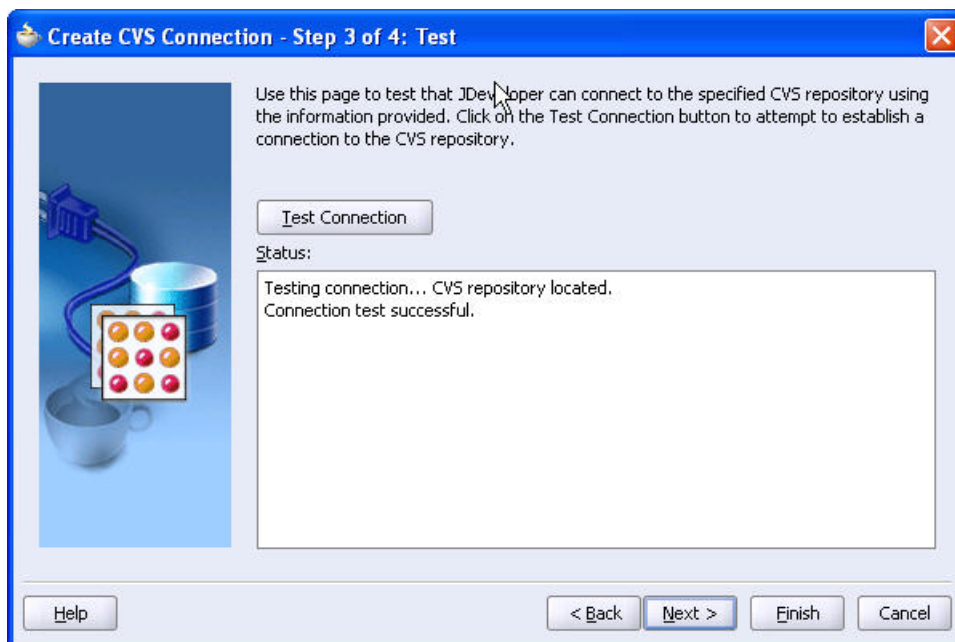 Create CVS Connection - Step 3 of 4: Test
Use this page to test that JDeveloper can connect to the specified CVS repository using
the information provided. Click on the Test Connection button to attempt to establish a
connection to the CVS repository.
Test Connection
Status:
Testing connection... CVS repository located.
Connection test successful.
Help
< Back
Next >
Finish
Cancel